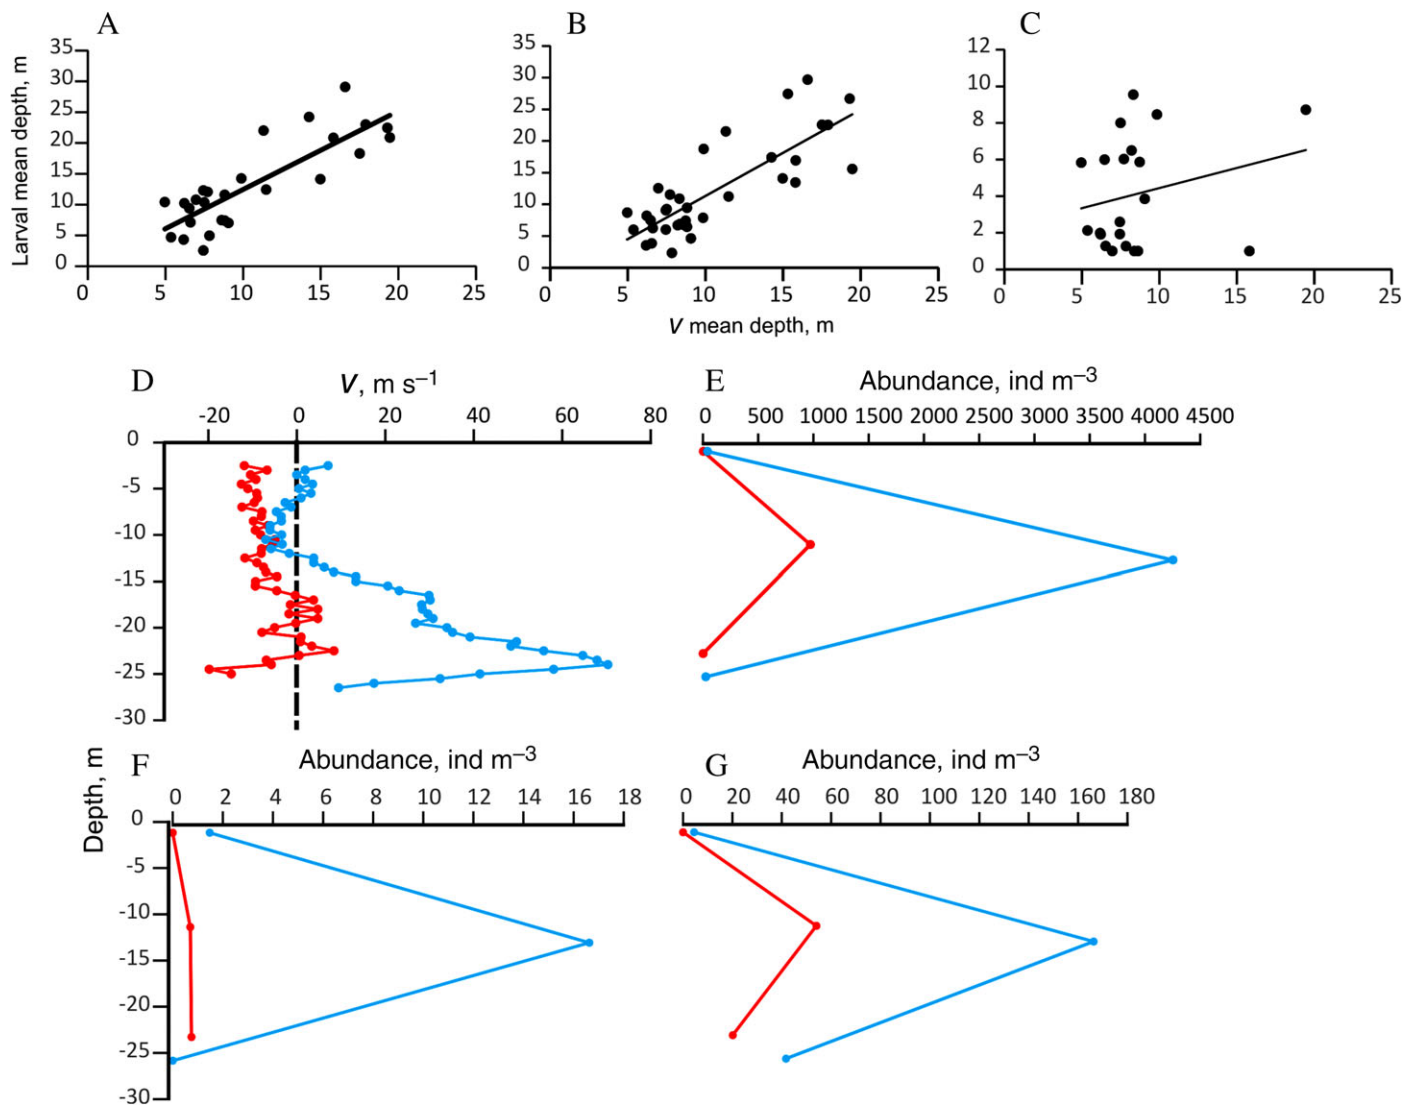 A
B
C
Larval mean depth, m
35
30
25
20
15
10
5
0
0 5 10 15 20 25
35
30
25
20
15
10
5
0
0 5 10 15 20 25
12
10
8
6
4
2
0
0 5 10 15 20 25
V mean depth, m
D
V, m s–1
-20 0 20 40 60 80
0
-5
-10
-15
-20
-25
-30
E
Abundance, ind m–3
0 500 1000 1500 2000 2500 3000 3500 4000 4500
F
Abundance, ind m–3
0 2 4 6 8 10 12 14 16 18
Depth, m
0
-5
-10
-15
-20
-25
-30
G
Abundance, ind m–3
0 20 40 60 80 100 120 140 160 180